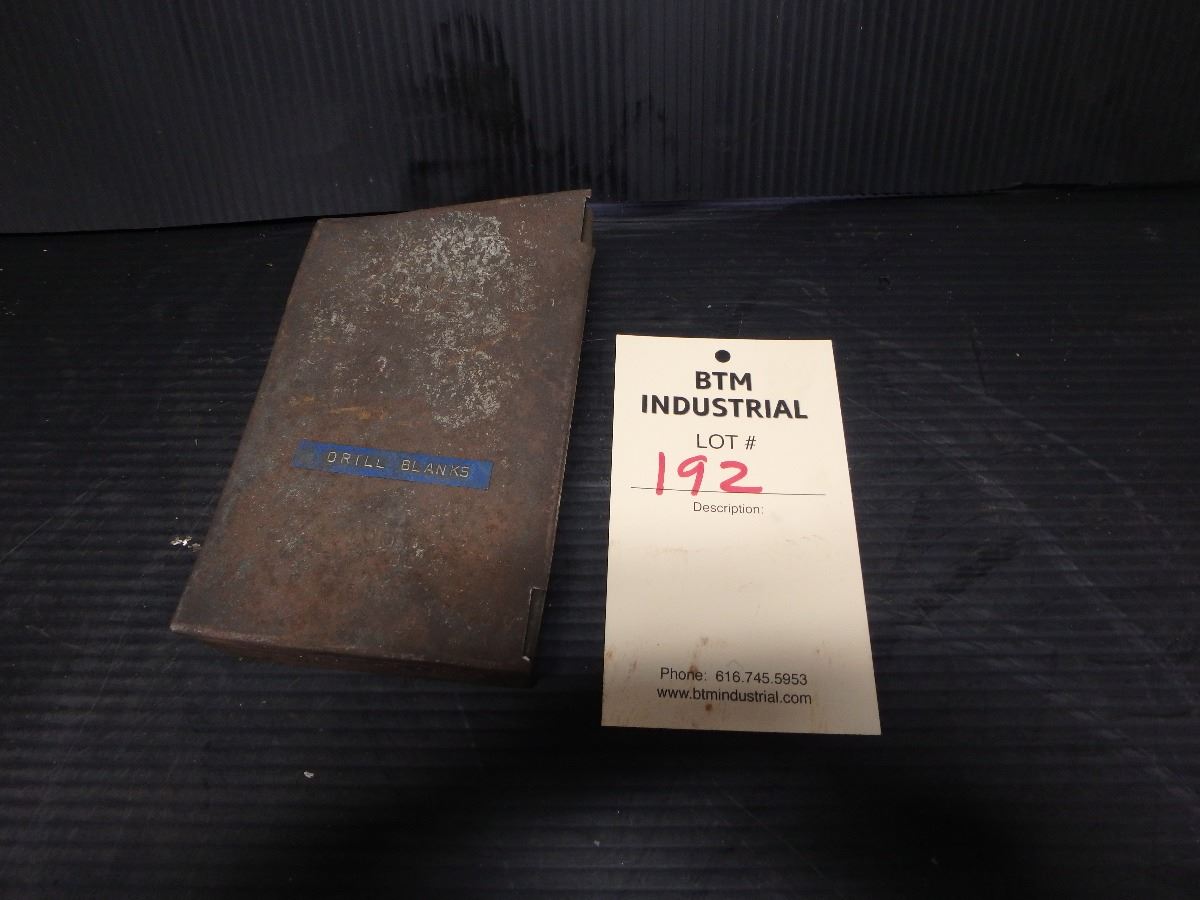 DRILL BLANKS
BTM
INDUSTRIAL
LOT #
192
Description:
Phone: 616.745.5953
www.btmindustrial.com